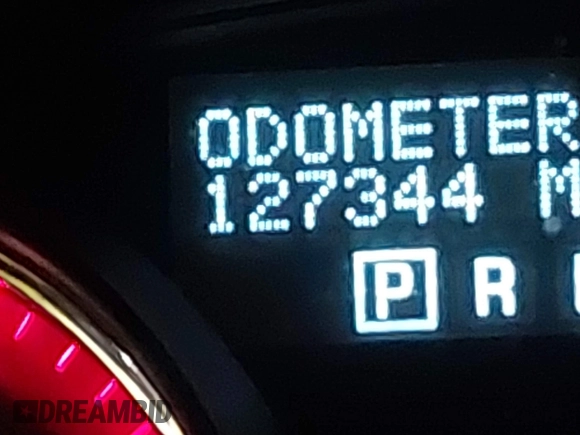 ODOMETER
127344 M
P R
DREAMBID